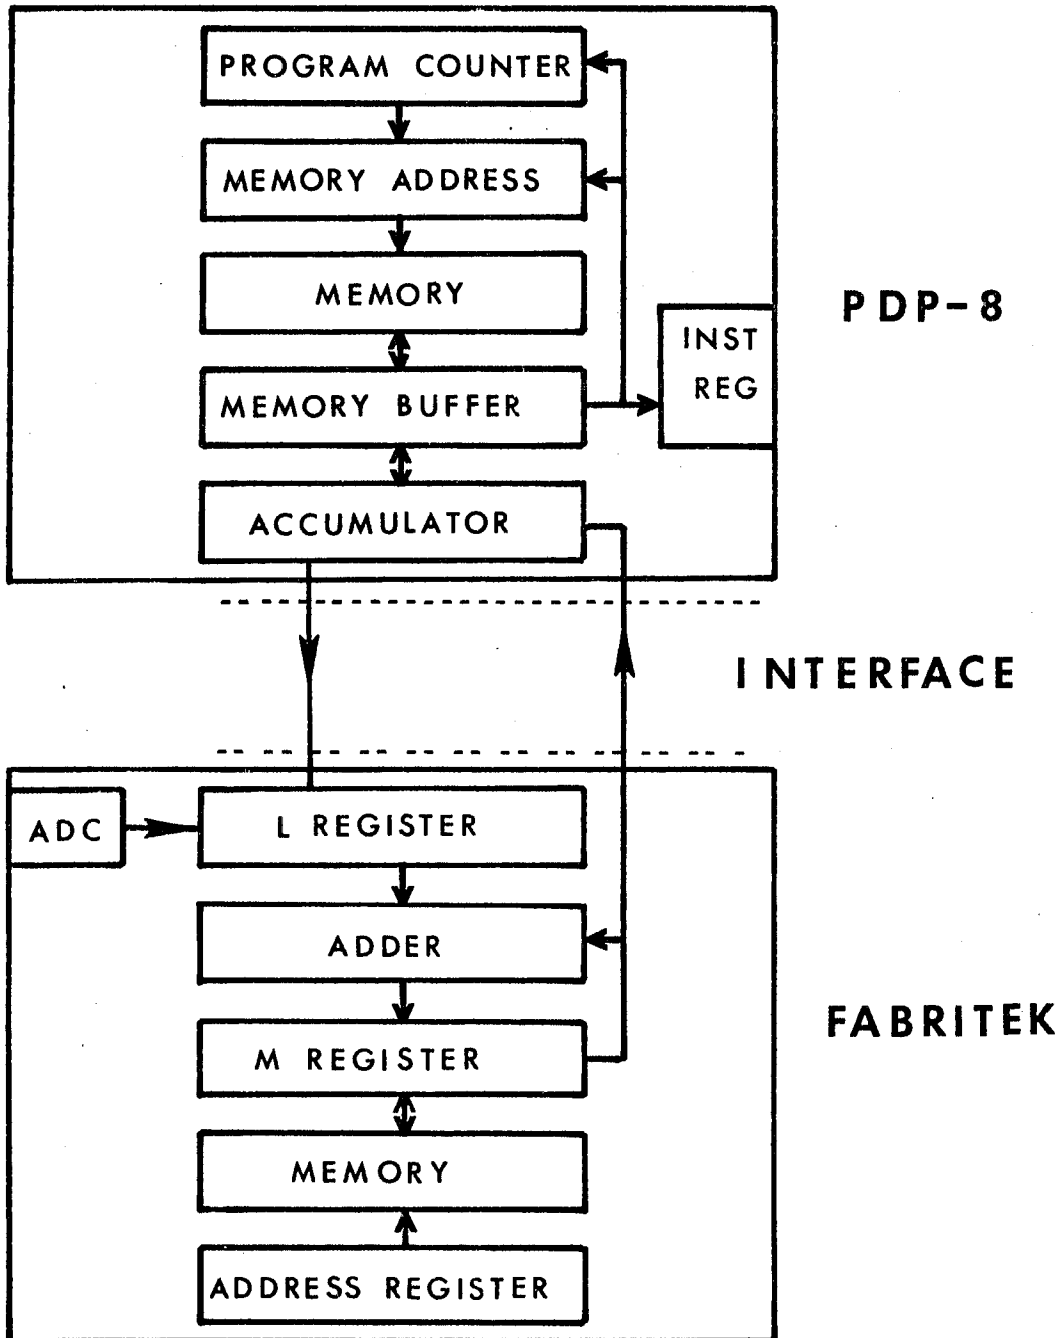 PROGRAM COUNTER
MEMORY ADDRESS
MEMORY
PDP-8
INST
REG
MEMORY BUFFER
ACCUMULATOR
INTERFACE
ADC
L REGISTER
ADDER
FABRITEK
M REGISTER
MEMORY
ADDRESS REGISTER